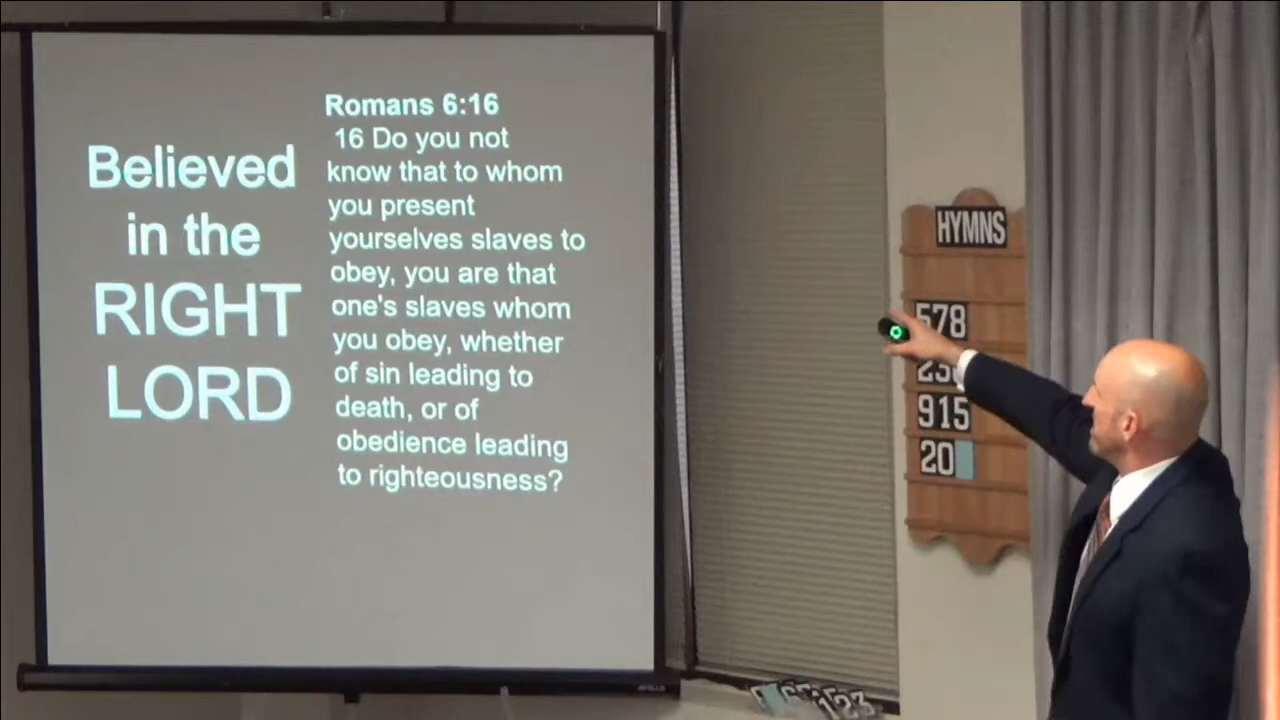 Believed
in the
RIGHT
LORD
Romans 6:16
16 Do you not
know that to whom
you present
yourselves slaves to
obey, you are that
one's slaves whom
you obey, whether
of sin leading to
death, or of
obedience leading
to righteousness?
HYMNS
578
915
20